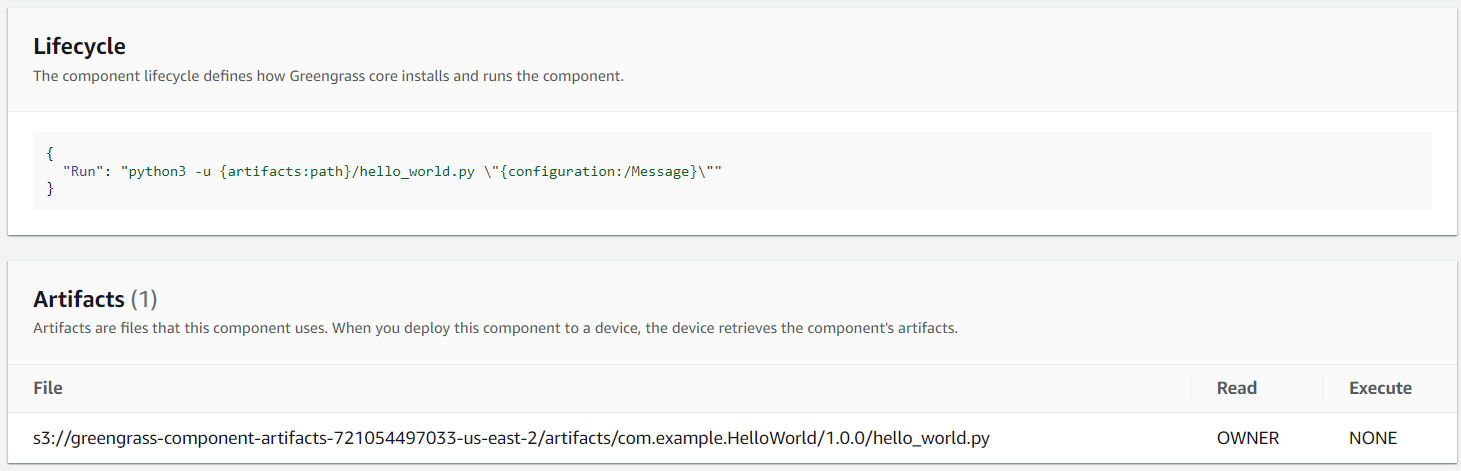 Lifecycle
The component lifecycle defines how Greengrass core installs and runs the component.
{
"Run": "python3 -u {artifacts:path}/hello_world.py \"{configuration:/Message}\""
}
Artifacts (1)
Artifacts are files that this component uses. When you deploy this component to a device, the device retrieves the component's artifacts.
File Read Execute
s3://greengrass-component-artifacts-721054497033-us-east-2/artifacts/com.example.HelloWorld/1.0.0/hello_world.py OWNER NONE